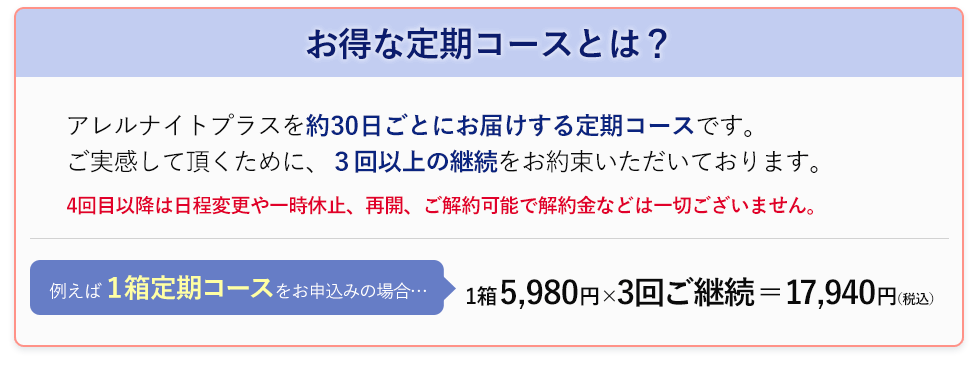 お得な定期コースとは？
アレルナイトプラスを約30日ごとにお届けする定期コースです。
ご実感して頂くために、３回以上の継続をお約束いただいております。
4回目以降は日程変更や一時休止、再開、ご解約可能で解約金などは一切ございません。
例えば１箱定期コースをお申込みの場合… 1箱5,980円×3回ご継続＝17,940円(税込)